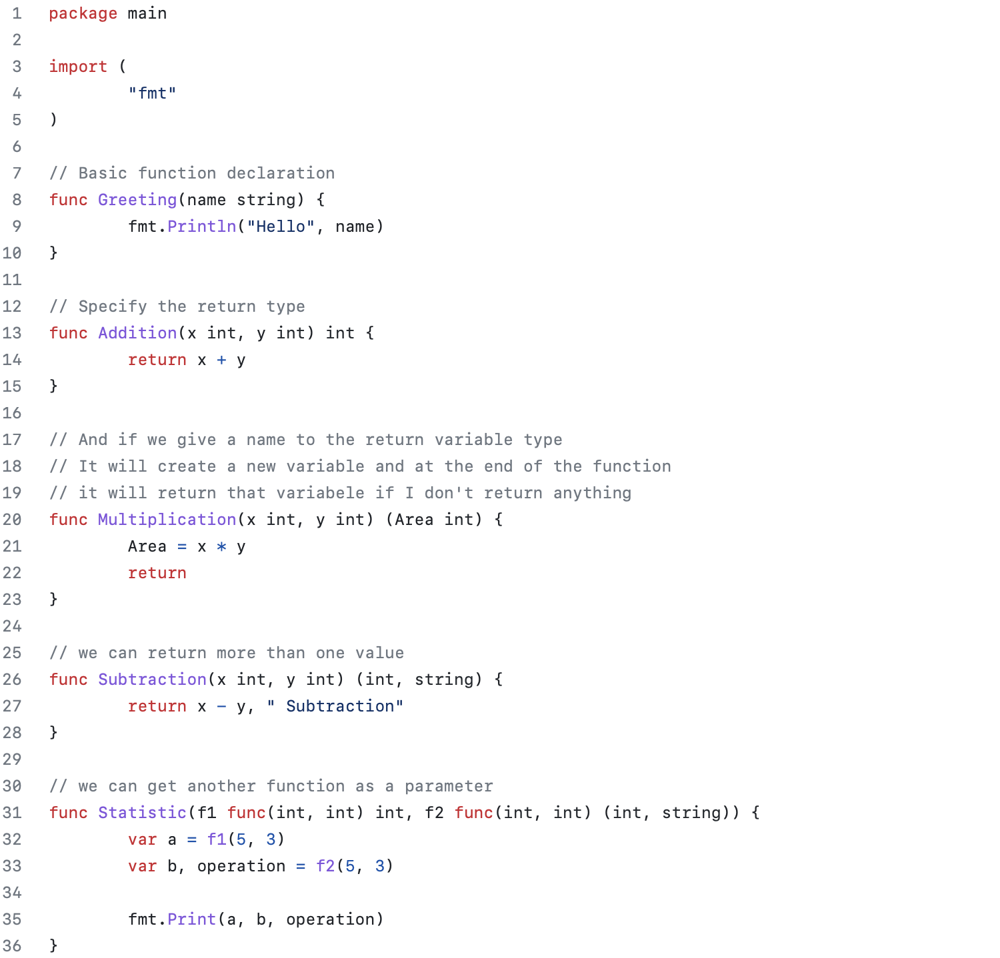 1 package main
2
3 import (
4 "fmt"
5 )
6
7 // Basic function declaration
8 func Greeting(name string) {
9 fmt.Println("Hello", name)
10 }
11
12 // Specify the return type
13 func Addition(x int, y int) int {
14 return x + y
15 }
16
17 // And if we give a name to the return variable type
18 // It will create a new variable and at the end of the function
19 // it will return that variabele if I don't return anything
20 func Multiplication(x int, y int) (Area int) {
21 Area = x * y
22 return
23 }
24
25 // we can return more than one value
26 func Subtraction(x int, y int) (int, string) {
27 return x - y, " Subtraction"
28 }
29
30 // we can get another function as a parameter
31 func Statistic(f1 func(int, int) int, f2 func(int, int) (int, string)) {
32 var a = f1(5, 3)
33 var b, operation = f2(5, 3)
34
35 fmt.Print(a, b, operation)
36 }